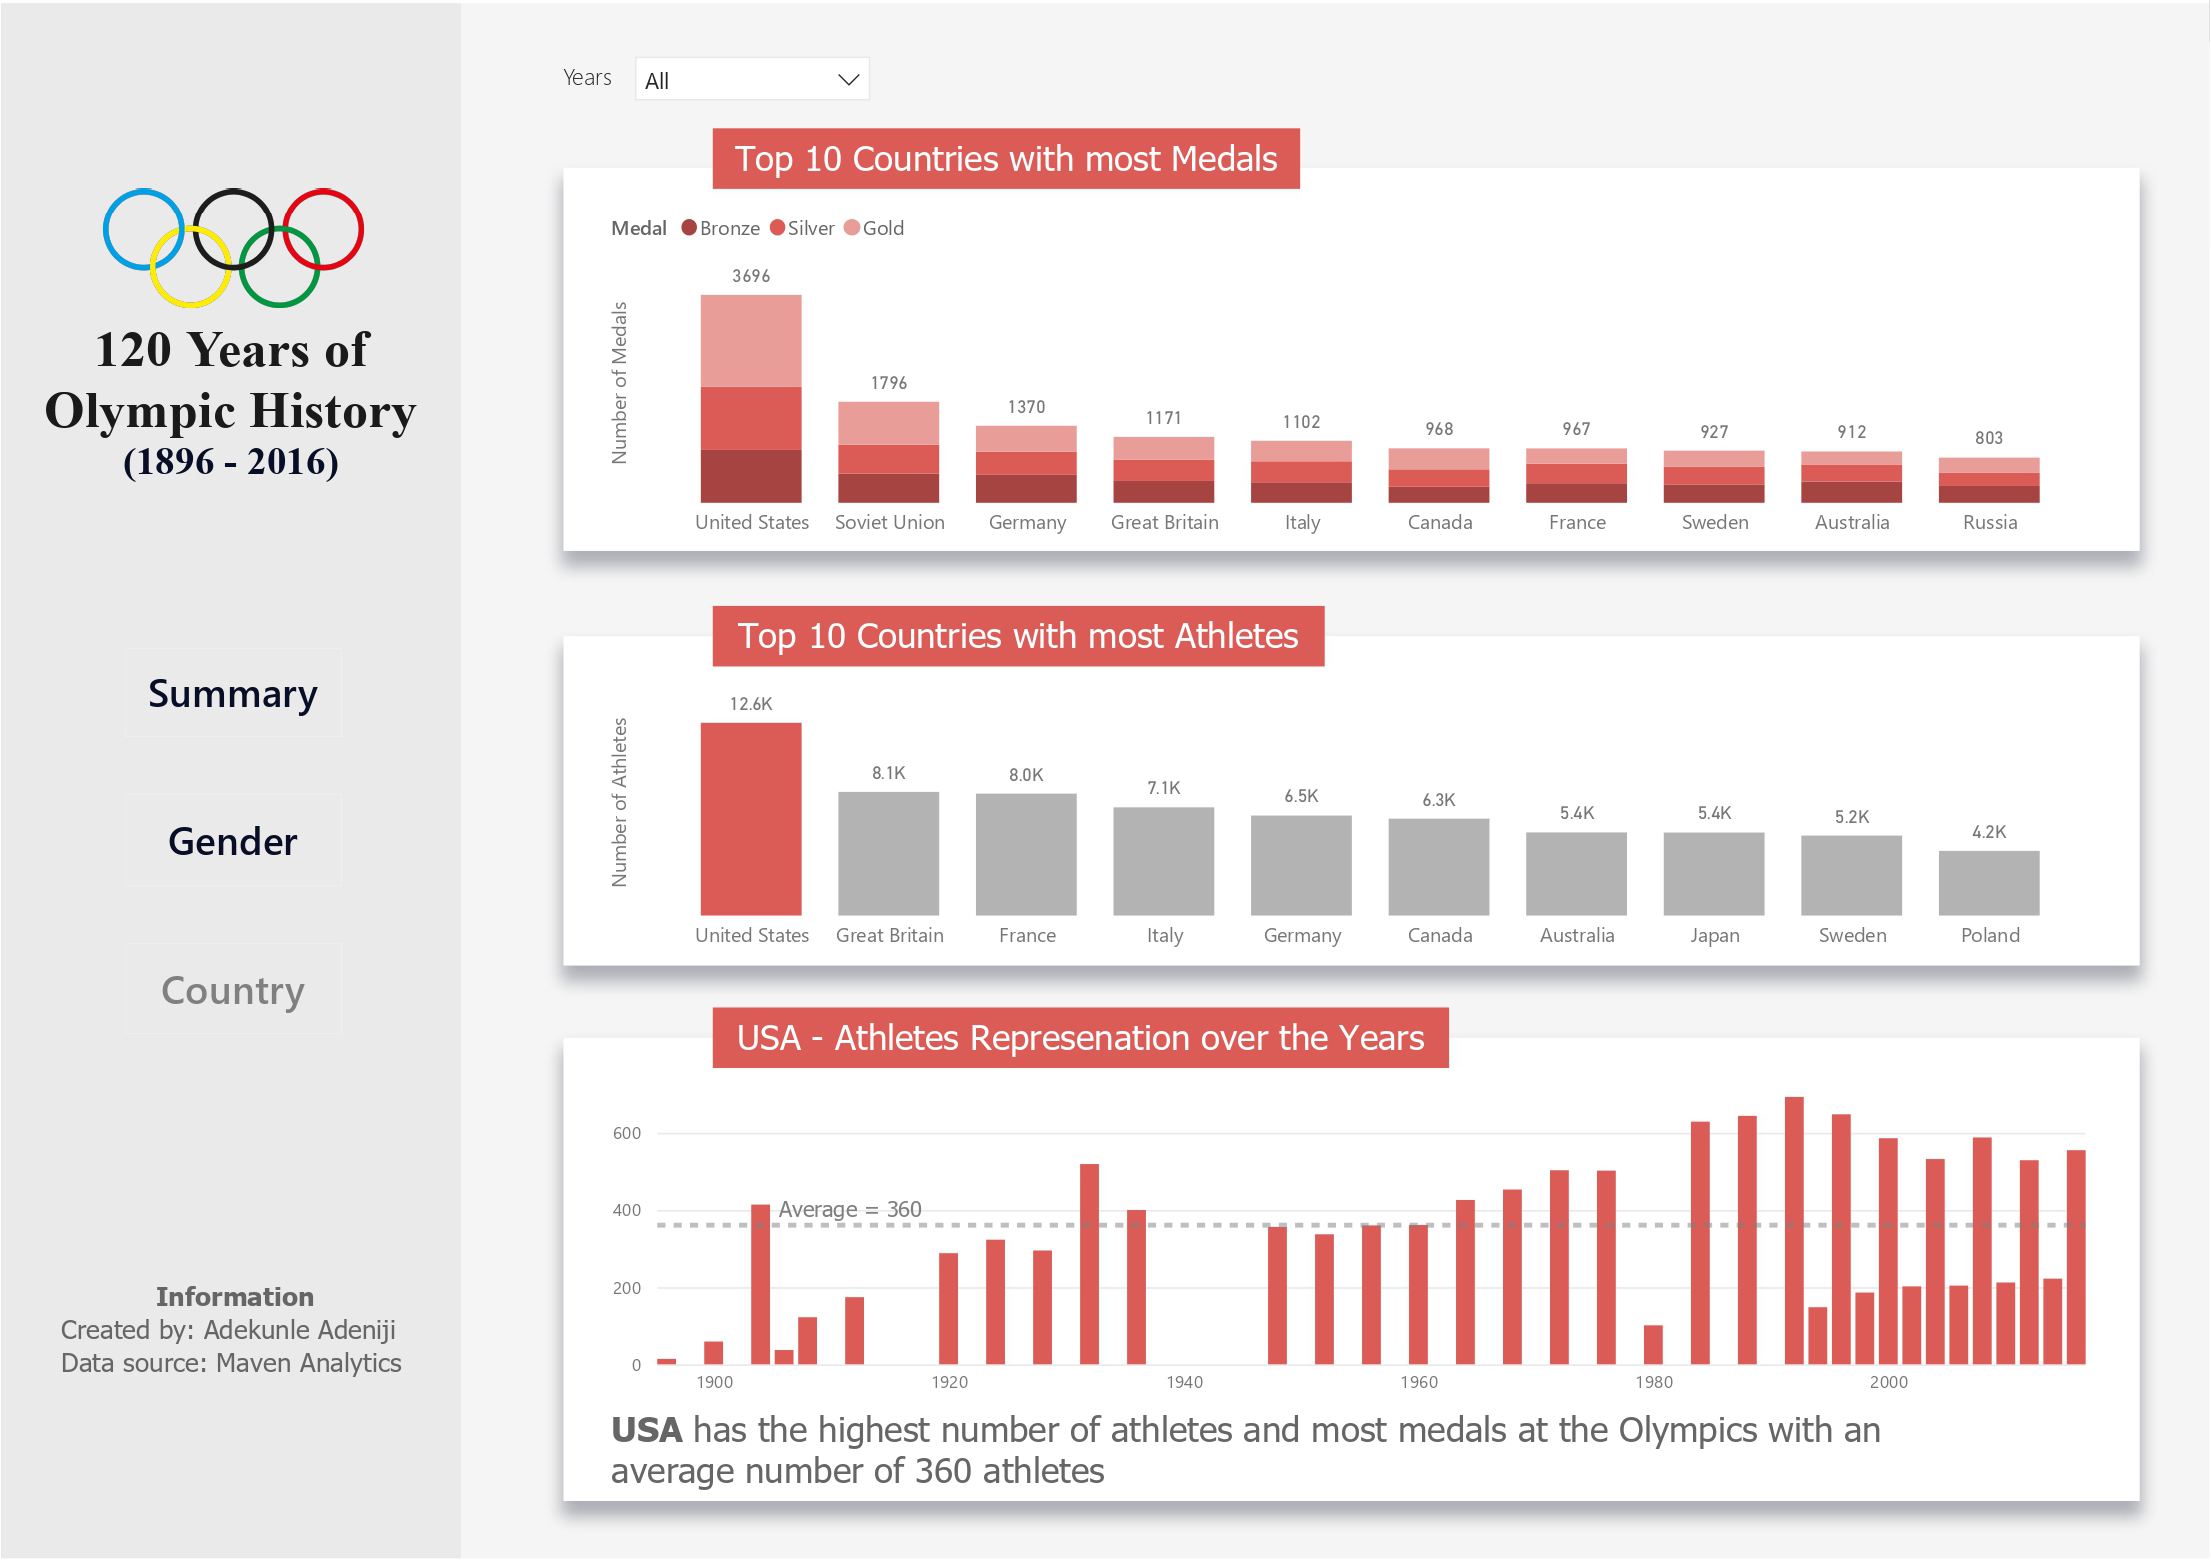 120 Years of
Olympic History
(1896 - 2016)
Summary
Gender
Country
Information
Created by: Adekunle Adeniji
Data source: Maven Analytics
Years All
Top 10 Countries with most Medals
Medal Bronze Silver Gold
Number of Medals
3696 1796 1370 1171 1102 968 967 927 912 803
United States Soviet Union Germany Great Britain Italy Canada France Sweden Australia Russia
Top 10 Countries with most Athletes
Number of Athletes
12.6K 8.1K 8.0K 7.1K 6.5K 6.3K 5.4K 5.4K 5.2K 4.2K
United States Great Britain France Italy Germany Canada Australia Japan Sweden Poland
USA - Athletes Represenation over the Years
600
400
Average = 360
200
0
1900 1920 1940 1960 1980 2000
USA has the highest number of athletes and most medals at the Olympics with an
average number of 360 athletes